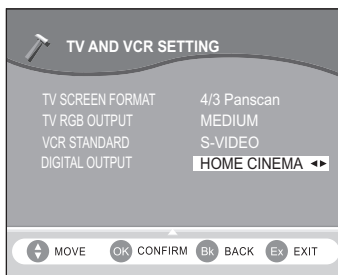 TV AND VCR SETTING
TV SCREEN FORMAT 4/3 Panscan
TV RGB OUTPUT MEDIUM
VCR STANDARD S-VIDEO
DIGITAL OUTPUT HOME CINEMA
MOVE OK CONFIRM Bk BACK Ex EXIT